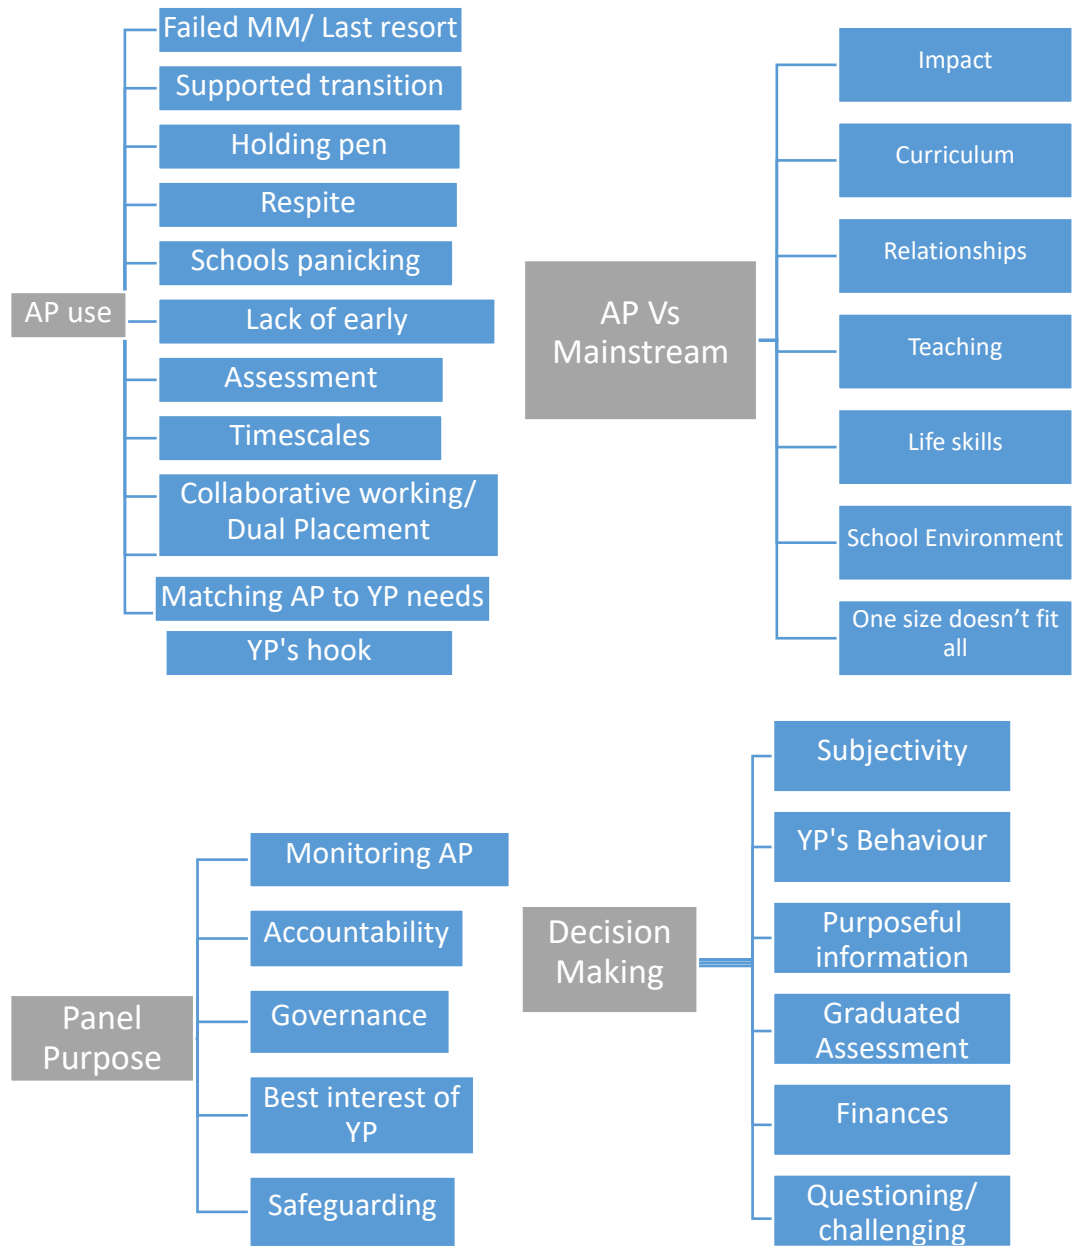 AP use
Failed MM/ Last resort
Supported transition
Holding pen
Respite
Schools panicking
Lack of early
Assessment
Timescales
Collaborative working/
Dual Placement
Matching AP to YP needs
YP's hook
AP Vs
Mainstream
Impact
Curriculum
Relationships
Teaching
Life skills
School Environment
One size doesn’t fit
all
Panel
Purpose
Monitoring AP
Accountability
Governance
Best interest of
YP
Safeguarding
Decision
Making
Subjectivity
YP's Behaviour
Purposeful
information
Graduated
Assessment
Finances
Questioning/
challenging